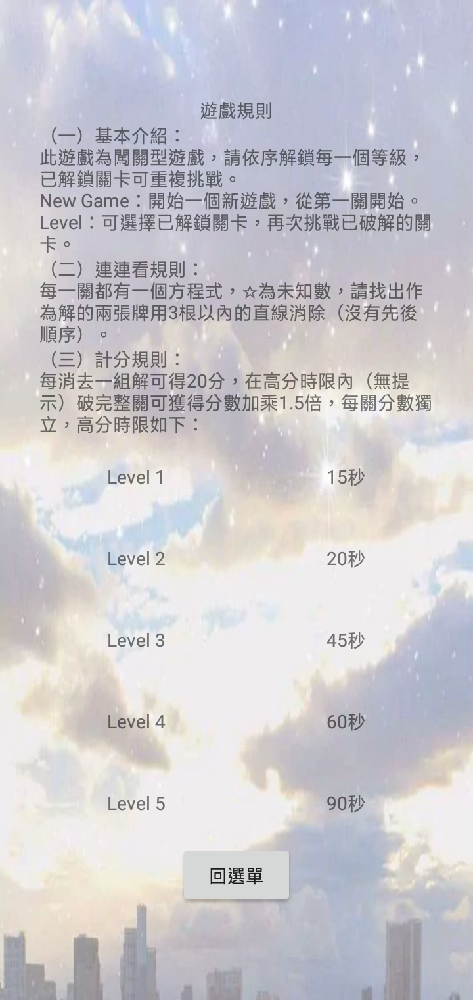 遊戲規則
（一）基本介紹：
此遊戲為闖關型遊戲，請依序解鎖每一個等級，
已解鎖關卡可重複挑戰。
New Game：開始一個新遊戲，從第一關開始。
Level：可選擇已解鎖關卡，再次挑戰已破解的關
卡。
（二）連連看規則：
每一關都有一個方程式，☆為未知數，請找出作
為解的兩張牌用3根以內的直線消除（沒有先後
順序）。
（三）計分規則：
每消去一組解可得20分，在高分時限內（無提
示）破完整關可獲得分數加乘1.5倍，每關分數獨
立，高分時限如下：
Level 1 15秒
Level 2 20秒
Level 3 45秒
Level 4 60秒
Level 5 90秒
回選單